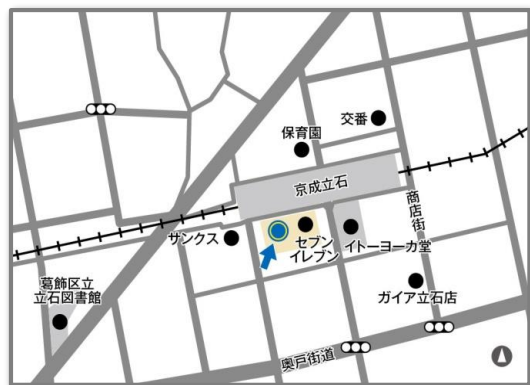 交番
保育園
京成立石
商店街
サンクス
セブン
イレブン
イトーヨーカ堂
葛飾区立
立石図書館
ガイア立石店
奥戸街道